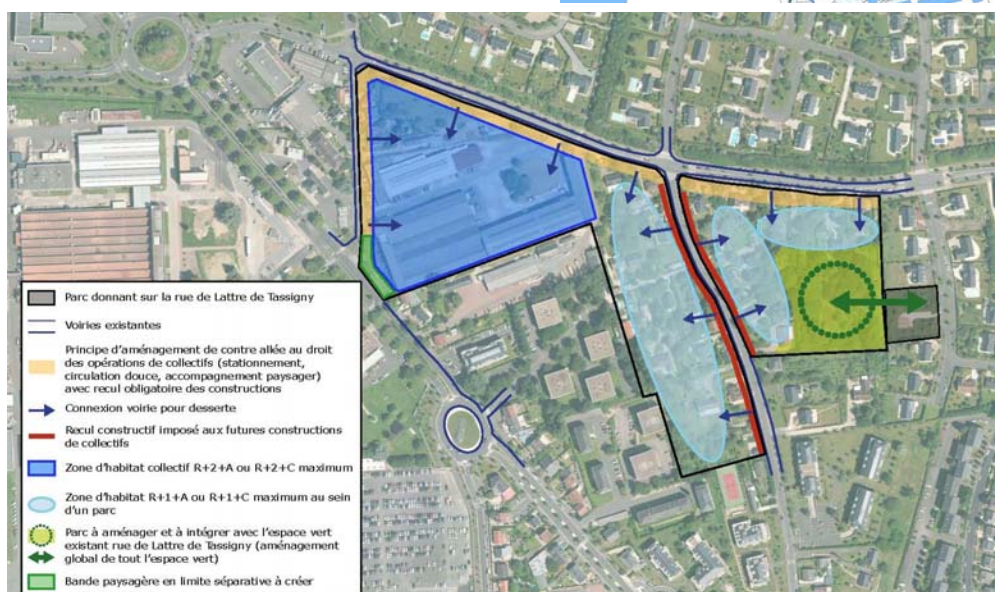 Parc donnant sur la rue de Lattre de Tassigny
Voiries existantes
Principe d'aménagement de contre allée au droit
des opérations de collectifs (stationnement,
circulation douce, accompagnement paysager)
avec recul obligatoire des constructions
Connexion voirie pour desserte
Recul constructif imposé aux futures constructions
de collectifs
Zone d'habitat collectif R+2+A ou R+2+C maximum
Zone d'habitat R+1+A ou R+1+C maximum au sein
d'un parc
Parc à aménager et à intégrer avec l'espace vert
existant rue de Lattre de Tassigny (aménagement
global de tout l'espace vert)
Bande paysagère en limite séparative à créer